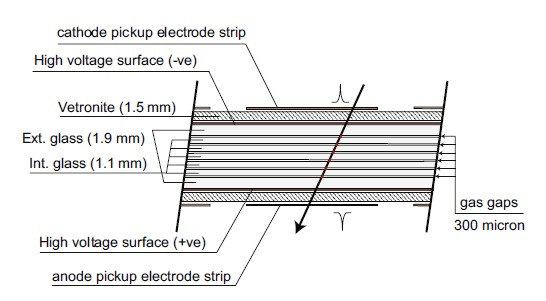 cathode pickup electrode strip
High voltage surface (-ve)
Vetronite (1.5 mm)
Ext. glass (1.9 mm)
Int. glass (1.1 mm)
gas gaps
300 micron
High voltage surface (+ve)
anode pickup electrode strip